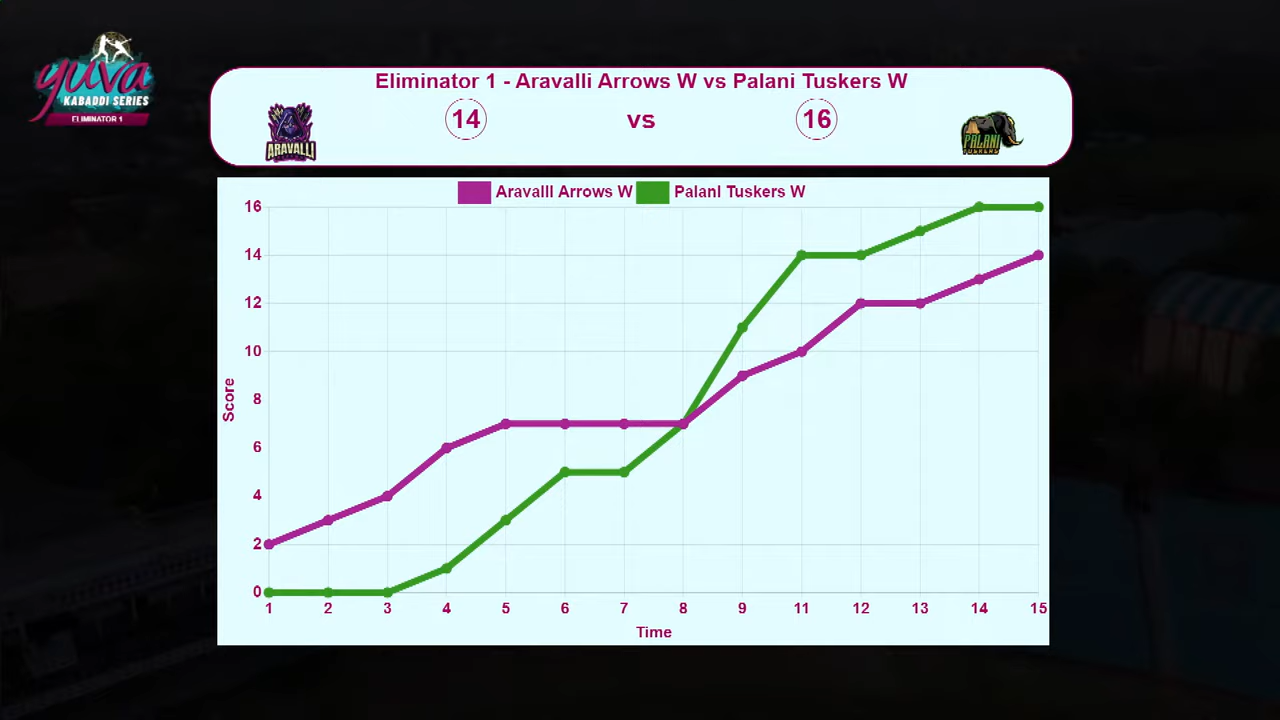 yuva
KABADDI SERIES
ELIMINATOR 1
Eliminator 1 - Aravalli Arrows W vs Palani Tuskers W
14 vs 16
ARAVALLI
PALANI
TUSKERS
Aravalli Arrows W Palani Tuskers W
16
14
12
10
8
6
4
2
0
Score
1 2 3 4 5 6 7 8 9 11 12 13 14 15
Time